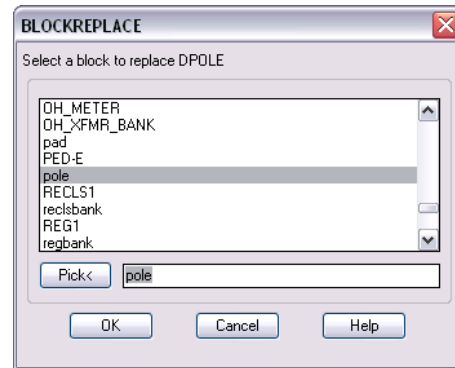 BLOCKREPLACE
Select a block to replace DPOLE
OH_METER
OH_XFMR_BANK
pad
PED-E
pole
RECLS1
reclsbank
REG1
regbank
Pick< pole
OK Cancel Help